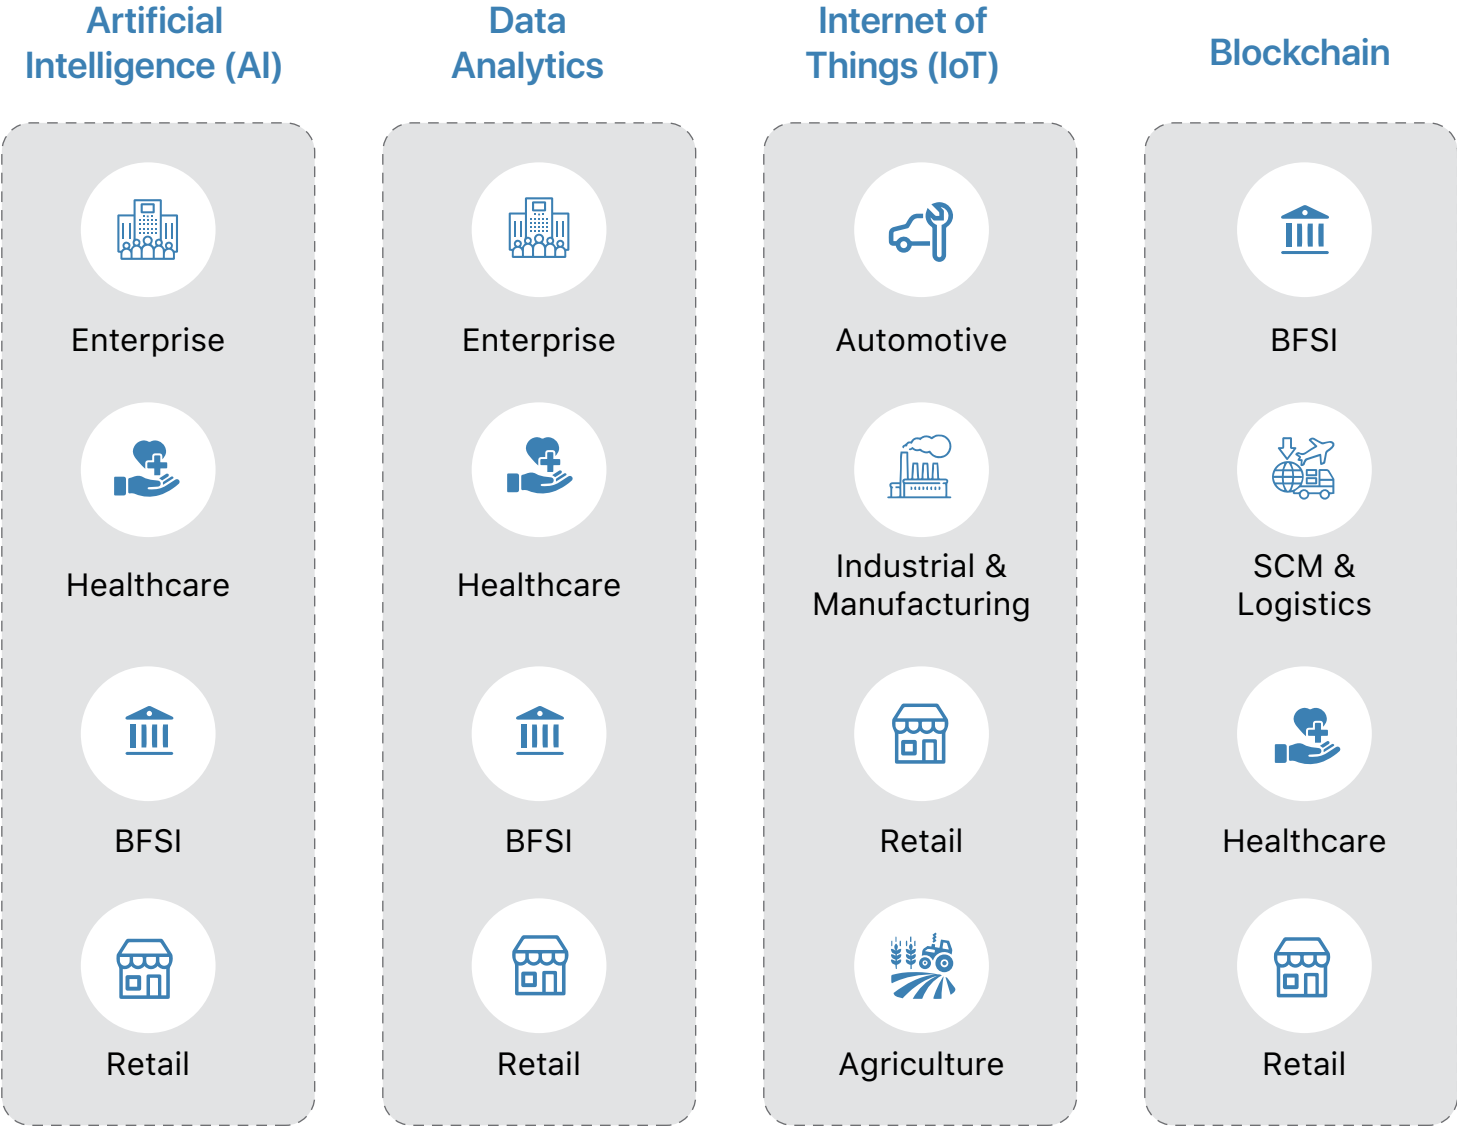 Artificial
Intelligence (AI)
Enterprise
Healthcare
BFSI
Retail
Data
Analytics
Enterprise
Healthcare
BFSI
Retail
Internet of
Things (IoT)
Automotive
Industrial &
Manufacturing
Retail
Agriculture
Blockchain
BFSI
SCM &
Logistics
Healthcare
Retail